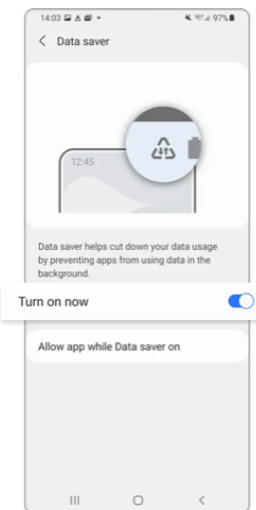 14:03 97%
Data saver
12:45
Data saver helps cut down your data usage
by preventing apps from using data in the
background.
Turn on now
Allow app while Data saver on